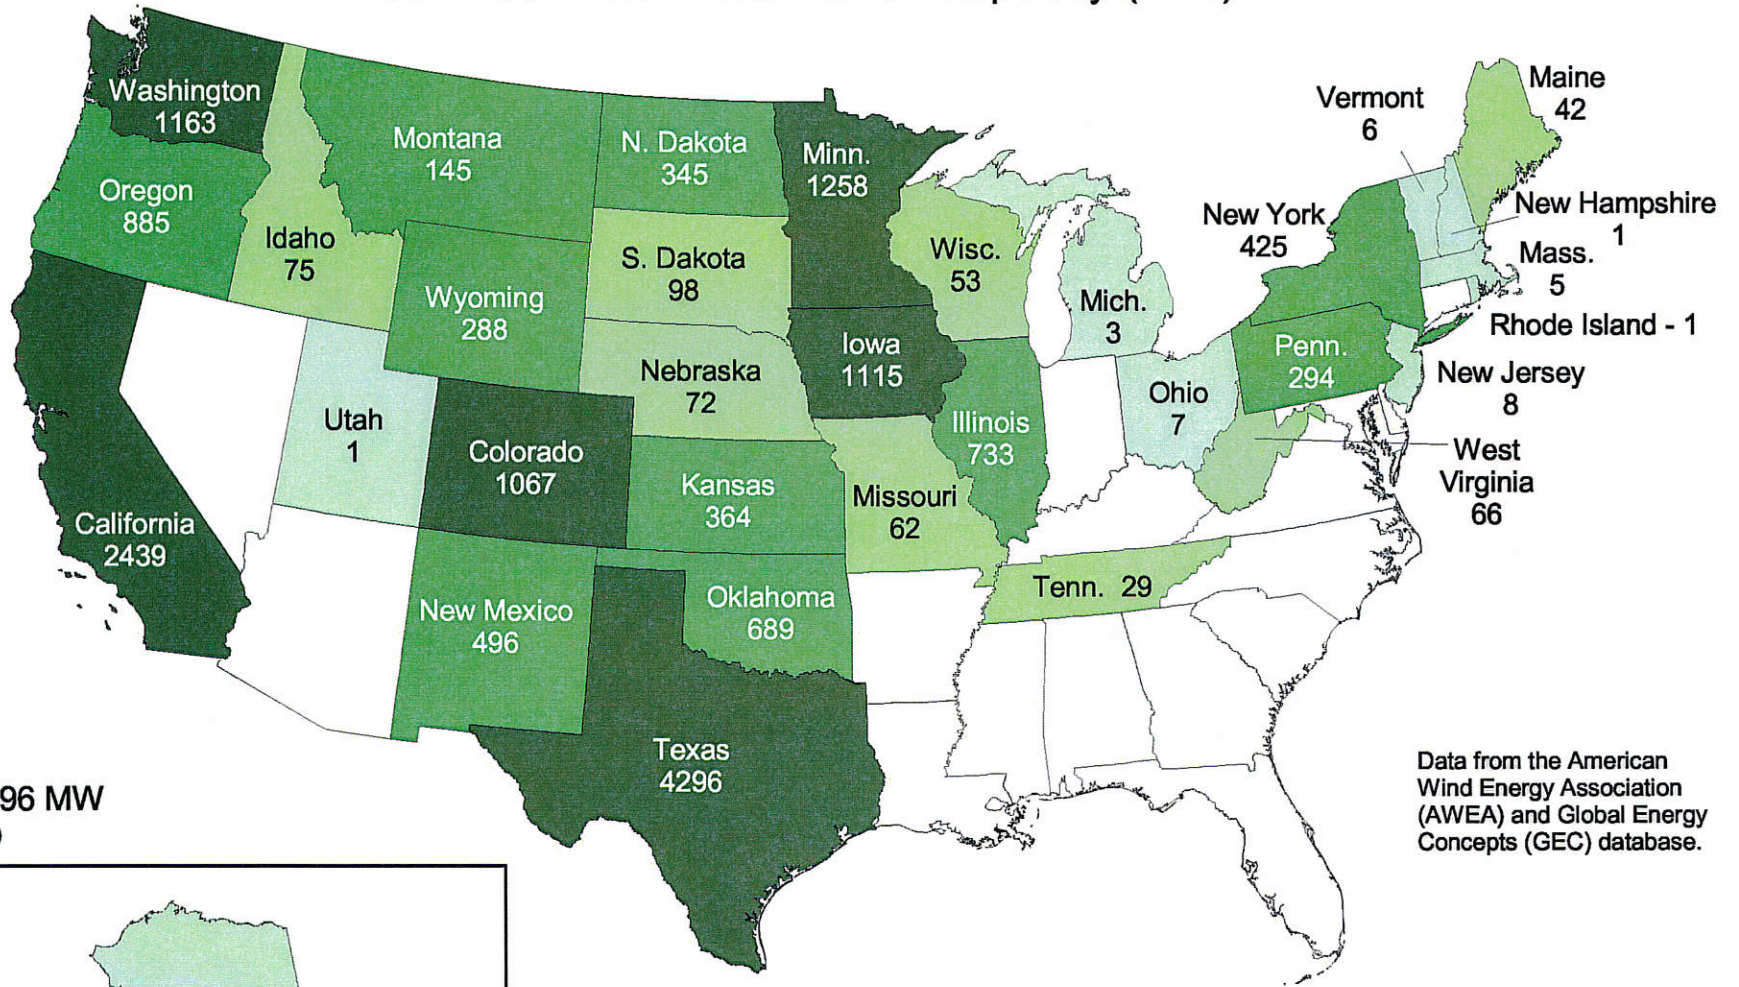 Washington
1163
Oregon
885
California
2439
Idaho
75
Montana
145
Wyoming
288
Utah
1
Colorado
1067
New Mexico
496
N. Dakota
345
S. Dakota
98
Nebraska
72
Kansas
364
Oklahoma
689
Texas
4296
Minn.
1258
Iowa
1115
Missouri
62
Wisc.
53
Illinois
733
Mich.
3
Ohio
7
Tenn. 29
Penn.
294
New York
425
Vermont
6
Maine
42
New Hampshire
1
Mass.
5
Rhode Island - 1
New Jersey
8
West
Virginia
66
96 MW
Data from the American
Wind Energy Association
(AWEA) and Global Energy
Concepts (GEC) database.